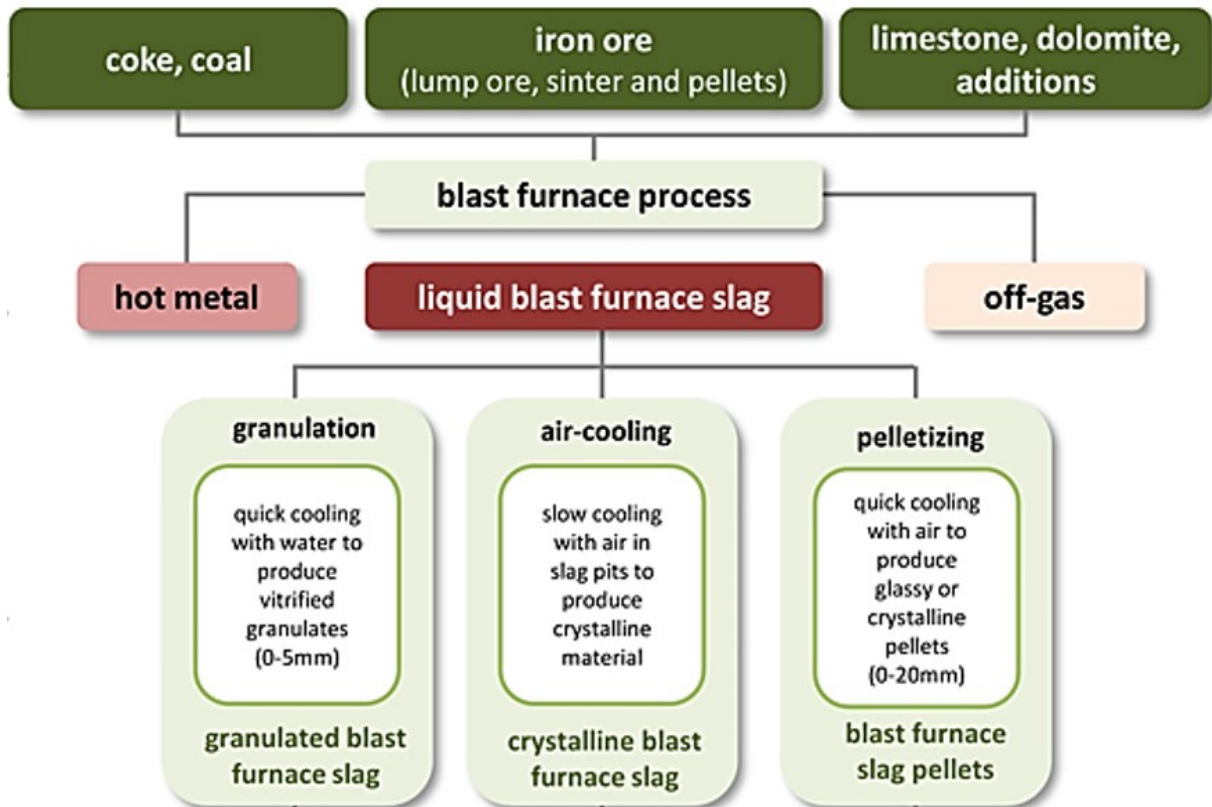 coke, coal
iron ore
(lump ore, sinter and pellets)
limestone, dolomite,
additions
blast furnace process
hot metal
liquid blast furnace slag
off-gas
granulation
quick cooling
with water to
produce
vitrified
granulates
(0-5mm)
granulated blast
furnace slag
air-cooling
slow cooling
with air in
slag pits to
produce
crystalline
material
crystalline blast
furnace slag
pelletizing
quick cooling
with air to
produce
glassy or
crystalline
pellets
(0-20mm)
blast furnace
slag pellets